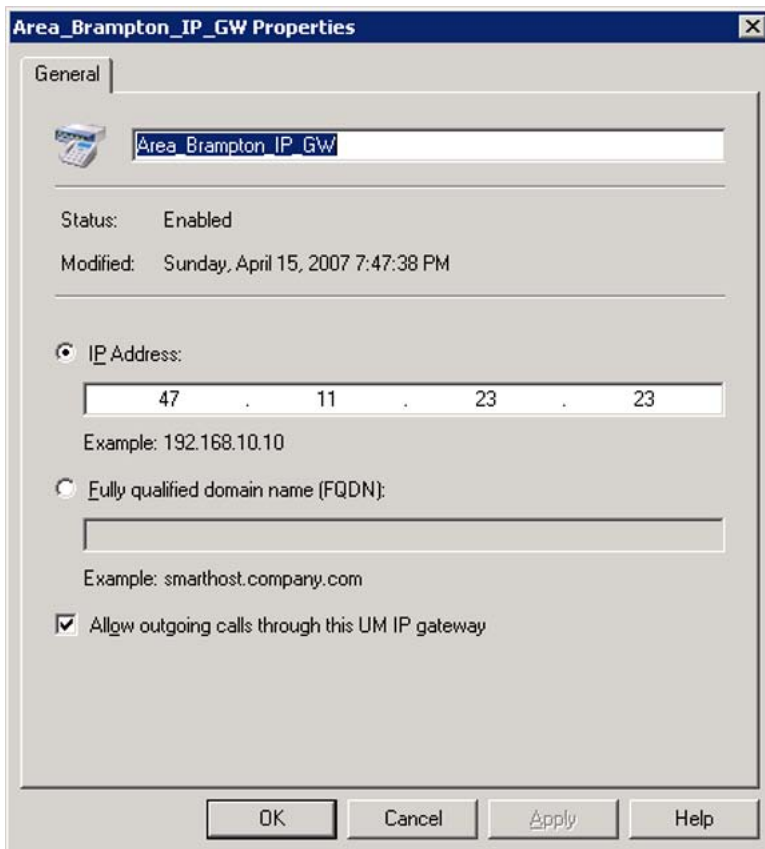 Area_Brampton_IP_GW Properties
General
Area_Brampton_IP_GW
Status: Enabled
Modified: Sunday, April 15, 2007 7:47:38 PM
IP Address:
47 . 11 . 23 . 23
Example: 192.168.10.10
Fully qualified domain name (FQDN):
Example: smarthost.company.com
Allow outgoing calls through this UM IP gateway
OK Cancel Apply Help